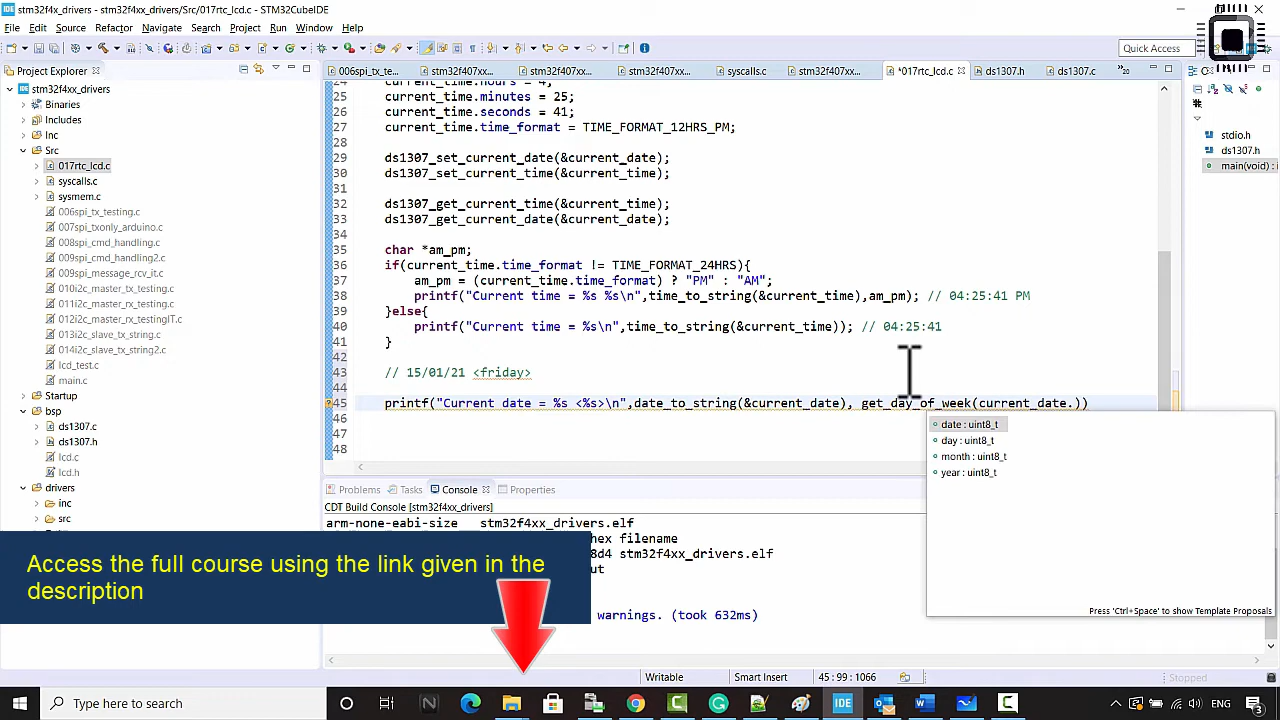 stm32f4x_drivers - stm32f4xx_drivers/Src/017rtc_lcd.c - STM32CubeIDE
File Edit Source Refactor Navigate Search Project Run Window Help
Quick Access
Project Explorer
006spi_tx_te...
stm32f407xx...
stm32f407xx...
stm32f407xx...
syscalls.c
stm32f407xx...
*017rtc_lcd.c
ds1307.h
ds1307.c
20
stm32f4xx_drivers
Binaries
Includes
Inc
Src
017rtc_lcd.c
syscalls.c
sysmem.c
006spi_tx_testing.c
007spi_txonly_arduino.c
008spi_cmd_handling.c
009spi_cmd_handling2.c
009spi_message_rcv_it.c
010i2c_master_tx_testing.c
011i2c_master_rx_testing.c
012i2c_master_rx_testingIT.c
013i2c_slave_tx_string.c
014i2c_slave_tx_string2.c
lcd_test.c
main.c
Startup
bsp
ds1307.c
ds1307.h
lcd.c
lcd.h
drivers
inc
src
25 current_time.minutes = 25;
26 current_time.seconds = 41;
27 current_time.time_format = TIME_FORMAT_12HRS_PM;
28
29 ds1307_set_current_date(&current_date);
30 ds1307_set_current_time(&current_time);
31
32 ds1307_get_current_time(&current_time);
33 ds1307_get_current_date(&current_date);
34
35 char *am_pm;
36 if(current_time.time_format != TIME_FORMAT_24HRS){
37 am_pm = (current_time.time_format) ? "PM" : "AM";
38 printf("Current time = %s %s\n",time_to_string(&current_time),am_pm); // 04:25:41 PM
39 }else{
40 printf("Current time = %s\n",time_to_string(&current_time)); // 04:25:41
41 }
42
43 // 15/01/21 <friday>
44
45 printf("Current date = %s <%s>\n",date_to_string(&current_date), get_day_of_week(current_date.))
46
47
48
date : uint8_t
day : uint8_t
month : uint8_t
year : uint8_t
Press 'Ctrl+Space' to show Template Proposals
stdio.h
ds1307.h
main(void) : i
Problems Tasks Console Properties
CDT Build Console [stm32f4xx_drivers]
arm-none-eabi-size stm32f4xx_drivers.elf
hex filename
8d4 stm32f4xx_drivers.elf
ut
warnings. (took 632ms)
Access the full course using the link given in the
description
Writable Smart Insert 45 : 99 : 1066 Stopped
Type here to search
IDE
ENG
3